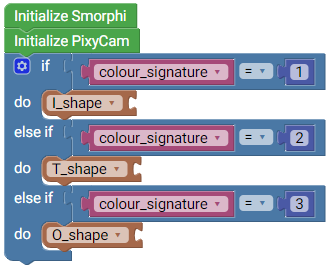 Initialize Smorphi
Initialize PixyCam
if colour_signature = 1
do I_shape
else if colour_signature = 2
do T_shape
else if colour_signature = 3
do O_shape